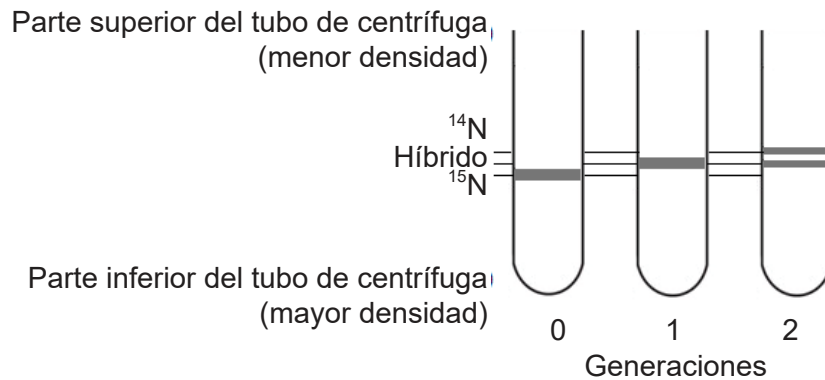 Parte superior del tubo de centrífuga
(menor densidad)
¹⁴N
Híbrido
¹⁵N
Parte inferior del tubo de centrífuga
(mayor densidad)
0 1 2
Generaciones